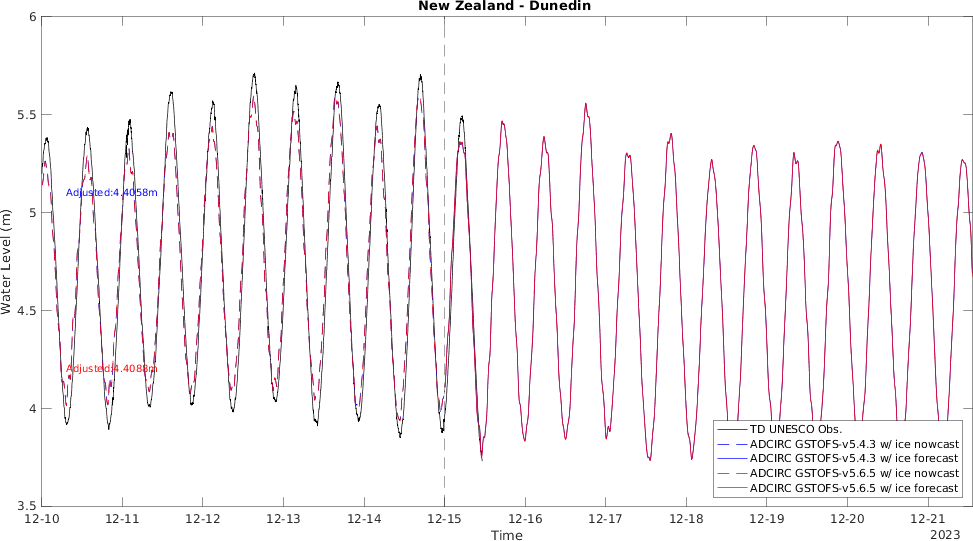 New Zealand - Dunedin
6
5.5
5
4.5
4
3.5
Water Level (m)
Adjusted:4.4058m
Adjusted:4.4088m
TD UNESCO Obs.
ADCIRC GSTOFS-v5.4.3 w/ ice nowcast
ADCIRC GSTOFS-v5.4.3 w/ ice forecast
ADCIRC GSTOFS-v5.6.5 w/ ice nowcast
ADCIRC GSTOFS-v5.6.5 w/ ice forecast
12-10 12-11 12-12 12-13 12-14 12-15 12-16 12-17 12-18 12-19 12-20 12-21
2023
Time